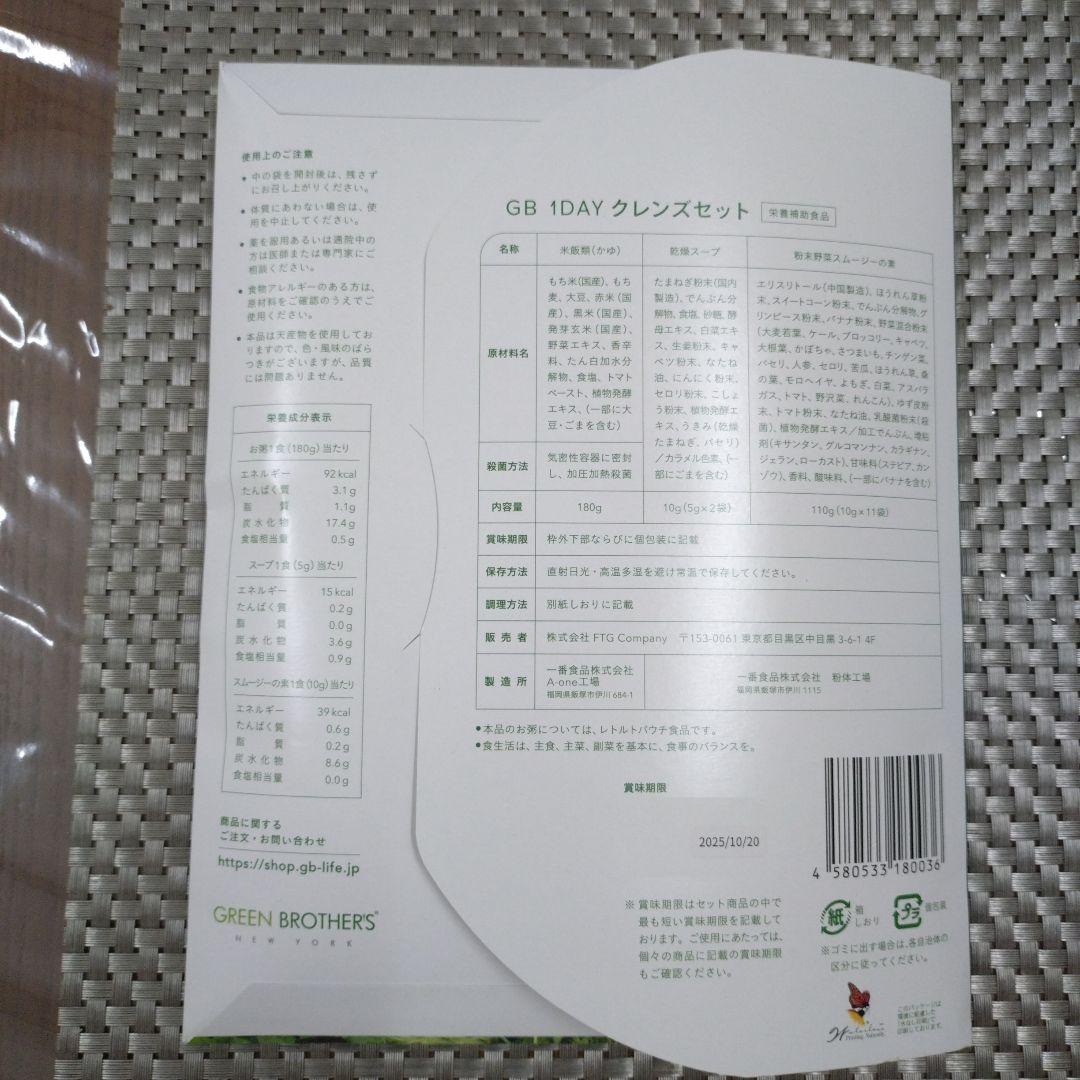 使用上のご注意
● 中の袋を開封後は、残さず
にお召し上がりください。
● 体質にあわない場合は、使
用を中止してください。
● 薬を服用あるいは通院中の
方は医師または専門家にご
相談ください。
● 食物アレルギーのある方は、
原材料をご確認のうえでご
使用ください。
● 本品は天産物を使用してお
りますので、色・風味のばら
つきがございますが、品質
には問題ありません。
栄養成分表示
お粥1食(180g)当たり
エネルギー 92kcal
たんぱく質 3.1g
脂質 1.1g
炭水化物 17.4g
食塩相当量 0.5g
スープ1食(5g)当たり
エネルギー 15kcal
たんぱく質 0.2g
脂質 0.0g
炭水化物 3.6g
食塩相当量 0.9g
スムージーの素1食(10g)当たり
エネルギー 39kcal
たんぱく質 0.6g
脂質 0.2g
炭水化物 8.6g
食塩相当量 0.0g
商品に関する
ご注文・お問い合わせ
https://shop.gb-life.jp
GREEN BROTHER'S
NEW YORK
GB 1DAY クレンズセット 栄養補助食品
名称 米飯類(かゆ) 乾燥スープ 粉末野菜スムージーの素
原材料名
もち米(国産)、もち
麦、大豆、赤米(国
産)、黒米(国産)、
発芽玄米(国産)、
野菜エキス、香辛
料、たん白加水分
解物、食塩、トマト
ペースト、植物発酵
エキス、(一部に大
豆・ごまを含む)
たまねぎ粉末(国内
製造)、でんぷん分
解物、食塩、砂糖、酵
母エキス、白菜エキ
ス、生姜粉末、キャ
ベツ粉末、なたね
油、にんにく粉末、
セロリ粉末、こしょ
う粉末、植物発酵エ
キス、うきみ(乾燥
たまねぎ、パセリ)
/カラメル色素、(一
部にごまを含む)
エリスリトール(中国製造)、ほうれん草粉
末、スイートコーン粉末、でんぷん分解物、グ
リンピース粉末、バナナ粉末、野菜混合粉末
(大麦若葉、ケール、ブロッコリー、キャベツ、
大根葉、かぼちゃ、さつまいも、チンゲン菜、
パセリ、人参、セロリ、苦瓜、ほうれん草、桑
の葉、モロヘイヤ、よもぎ、白菜、アスパラ
ガス、トマト、野沢菜、れんこん)、ゆず皮粉
末、トマト粉末、なたね油、乳酸菌粉末(殺
菌)、植物発酵エキス/加工でんぷん、増粘
剤(キサンタン、グルコマンナン、カラギナン、
ジェラン、ローカスト)、甘味料(ステビア、カン
ゾウ)、香料、酸味料、(一部にバナナを含む)
殺菌方法 気密性容器に密封
し、加圧加熱殺菌
内容量 180g 10g(5g×2袋) 110g(10g×11袋)
賞味期限 枠外下部ならびに個包装に記載
保存方法 直射日光・高温多湿を避け常温で保存してください。
調理方法 別紙しおりに記載
販売者 株式会社 FTG Company 〒153-0061 東京都目黒区中目黒 3-6-1 4F
製造所
一番食品株式会社
A-one工場
福岡県飯塚市伊川 684-1
一番食品株式会社 粉体工場
福岡県飯塚市伊川 1115
●本品のお粥については、レトルトパウチ食品です。
●食生活は、主食、主菜、副菜を基本に、食事のバランスを。
賞味期限
2025/10/20
4 580533 180036
※賞味期限はセット商品の中で
最も短い賞味期限を記載して
おります。ご使用にあたっては、
個々の商品に記載の賞味期限
もご確認ください。
紙 箱
しおり
プラ 個包装
※ゴミに出す場合は、各自治体の
区分に従ってください。
Waterless
Printing Naturally
このパッケージは
環境に配慮した
「水なし印刷」で
印刷しております。